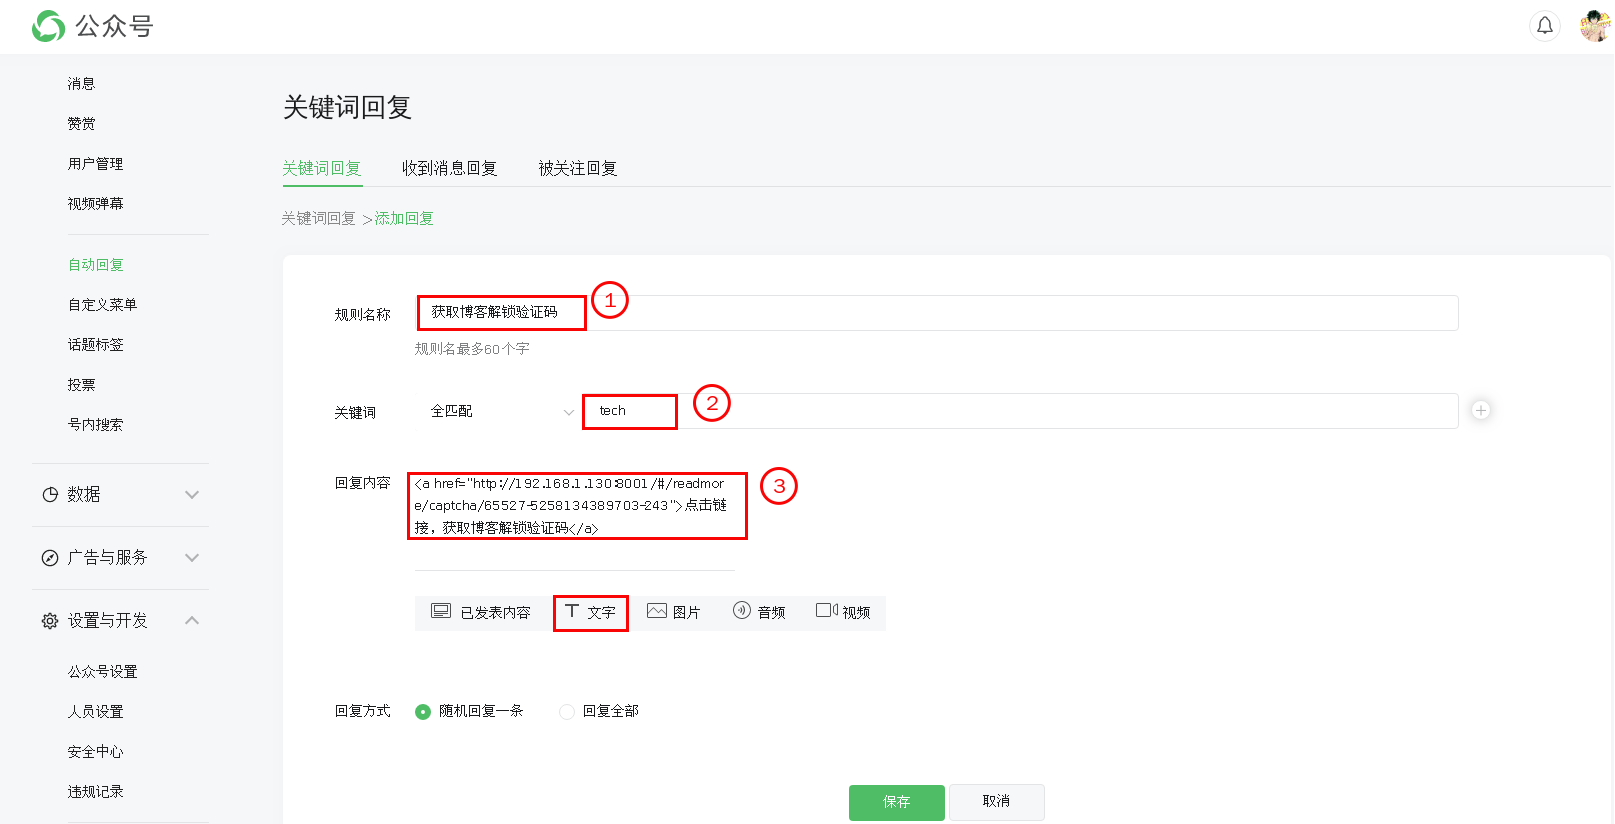 公众号
消息
赞赏
用户管理
视频弹幕
自动回复
自定义菜单
话题标签
投票
号内搜索
数据
广告与服务
设置与开发
公众号设置
人员设置
安全中心
违规记录
关键词回复
关键词回复 收到消息回复 被关注回复
关键词回复 >添加回复
规则名称 获取博客解锁验证码 1
规则名最多60个字
关键词 全匹配 tech 2
回复内容 <a href="http://192.168.1.130:8001/#/readmor
e/captcha/65527-5258134389703-243">点击链
接，获取博客解锁验证码</a>
3
已发表内容 文字 图片 音频 视频
回复方式 随机回复一条 回复全部
保存 取消